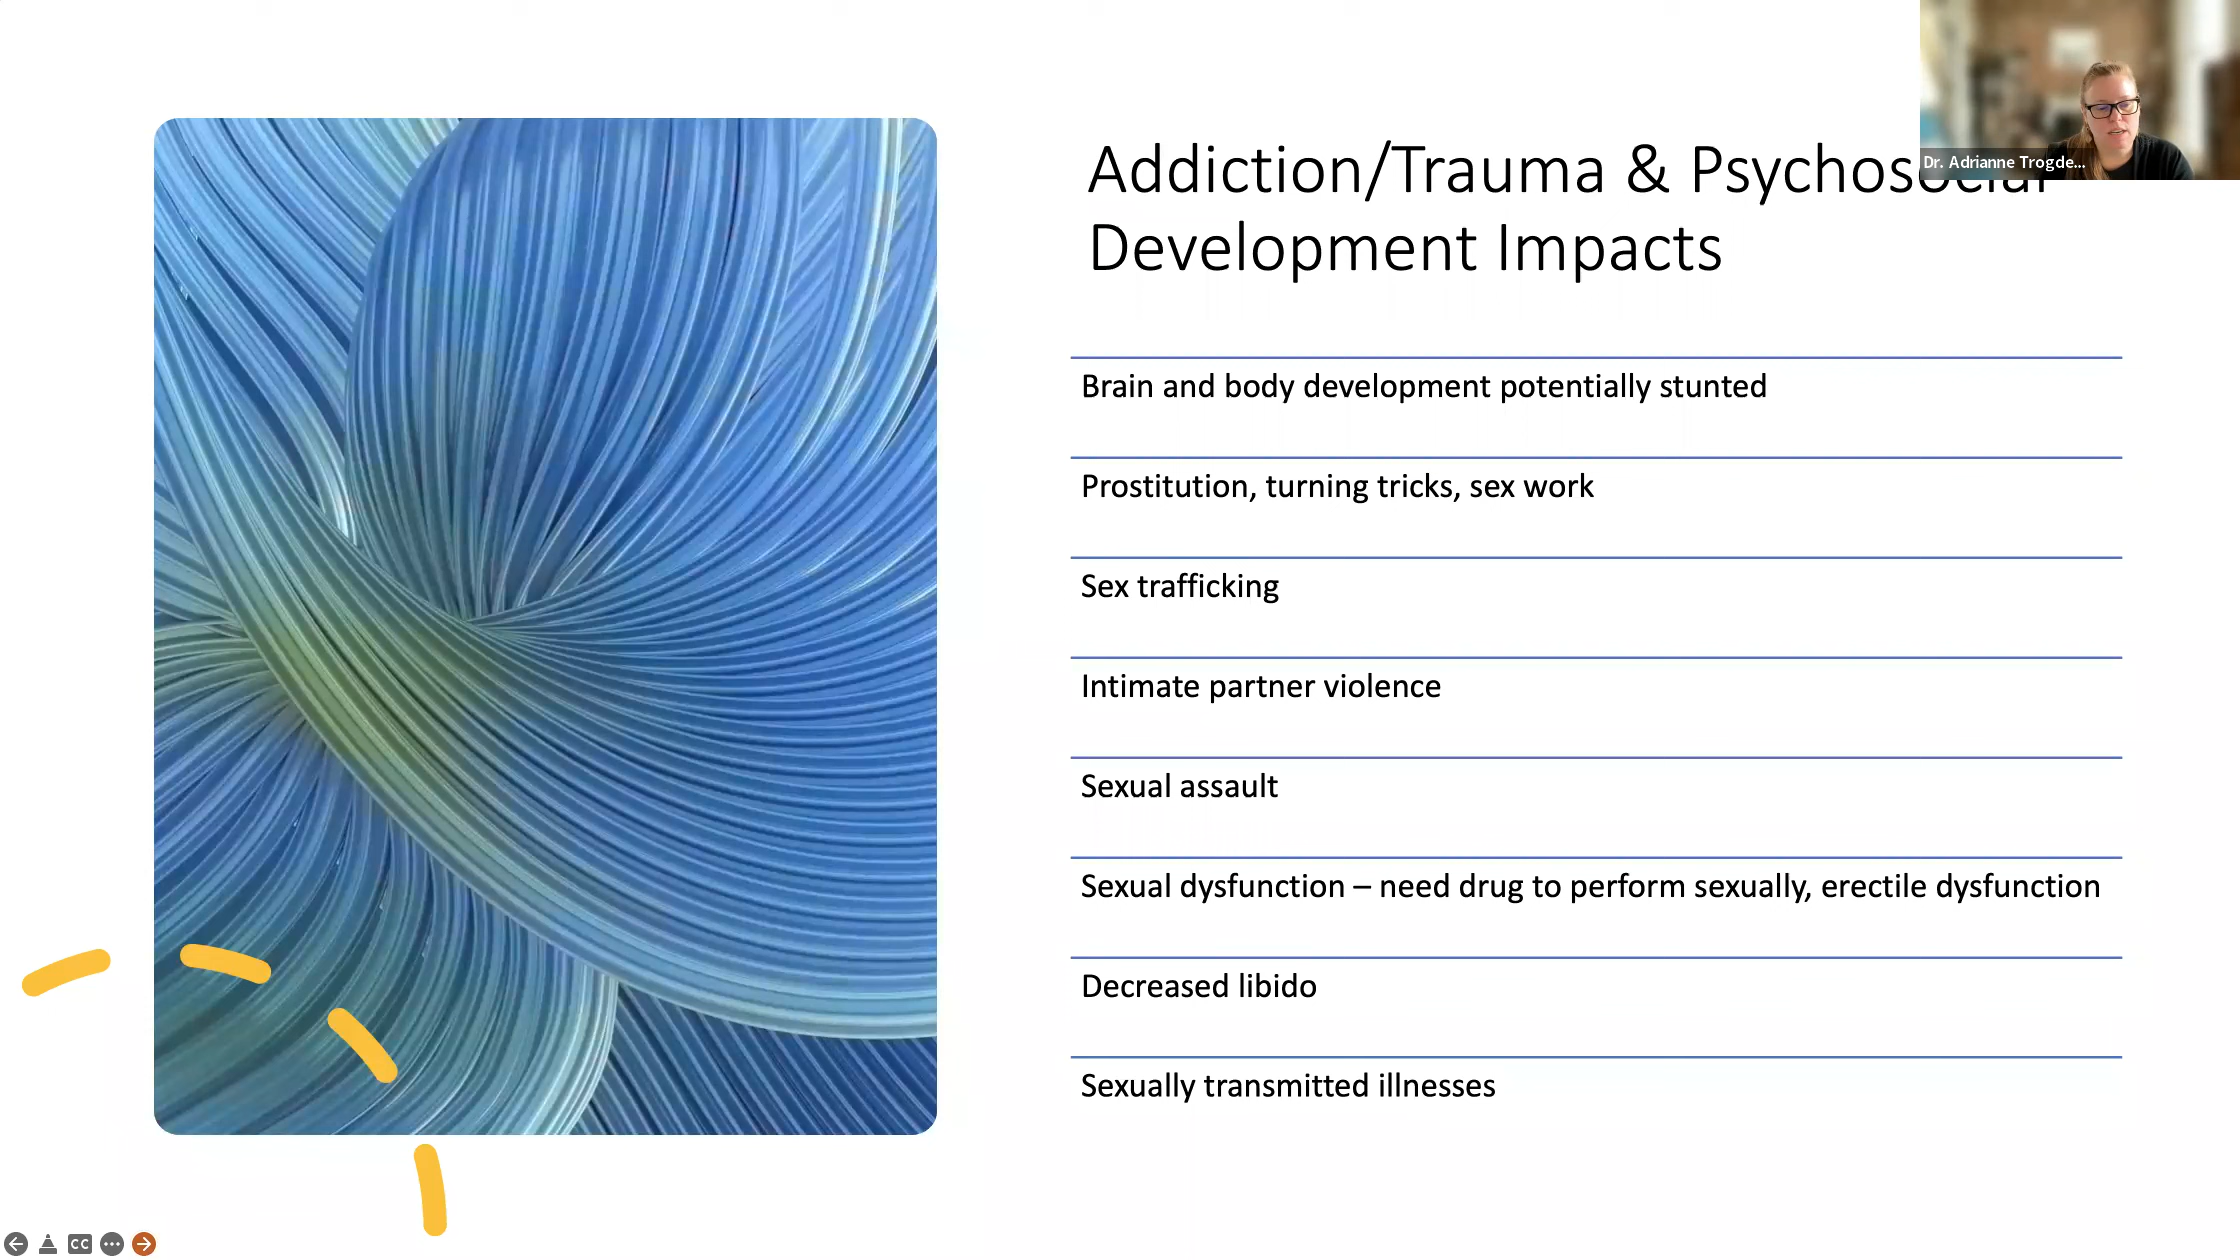 Addiction/Trauma & Psychosocial
Dr. Adrianne Trogde...
Development Impacts
Brain and body development potentially stunted
Prostitution, turning tricks, sex work
Sex trafficking
Intimate partner violence
Sexual assault
Sexual dysfunction – need drug to perform sexually, erectile dysfunction
Decreased libido
Sexually transmitted illnesses
CC